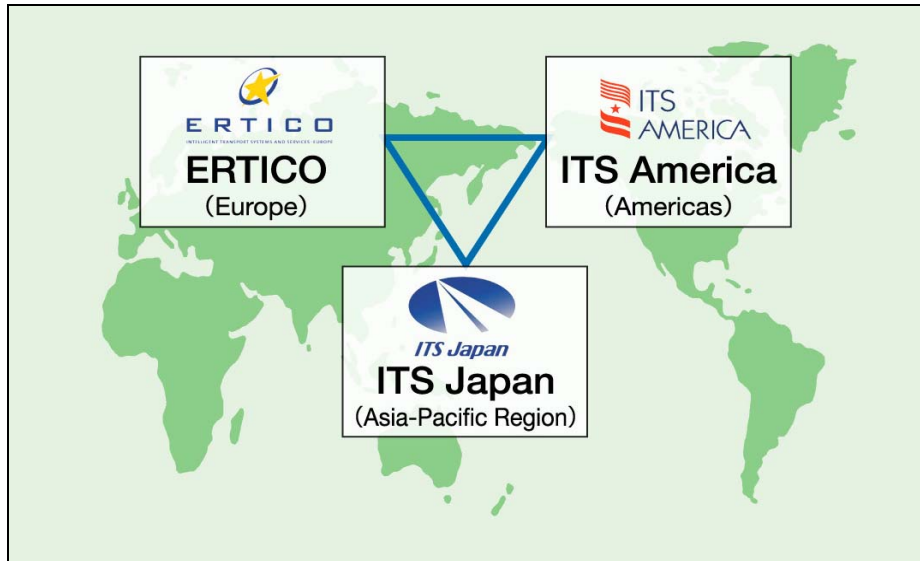 ERTICO
INTELLIGENT TRANSPORT SYSTEMS AND SERVICES-EUROPE
ERTICO
(Europe)
ITS
AMERICA
ITS America
(Americas)
ITS Japan
ITS Japan
(Asia-Pacific Region)